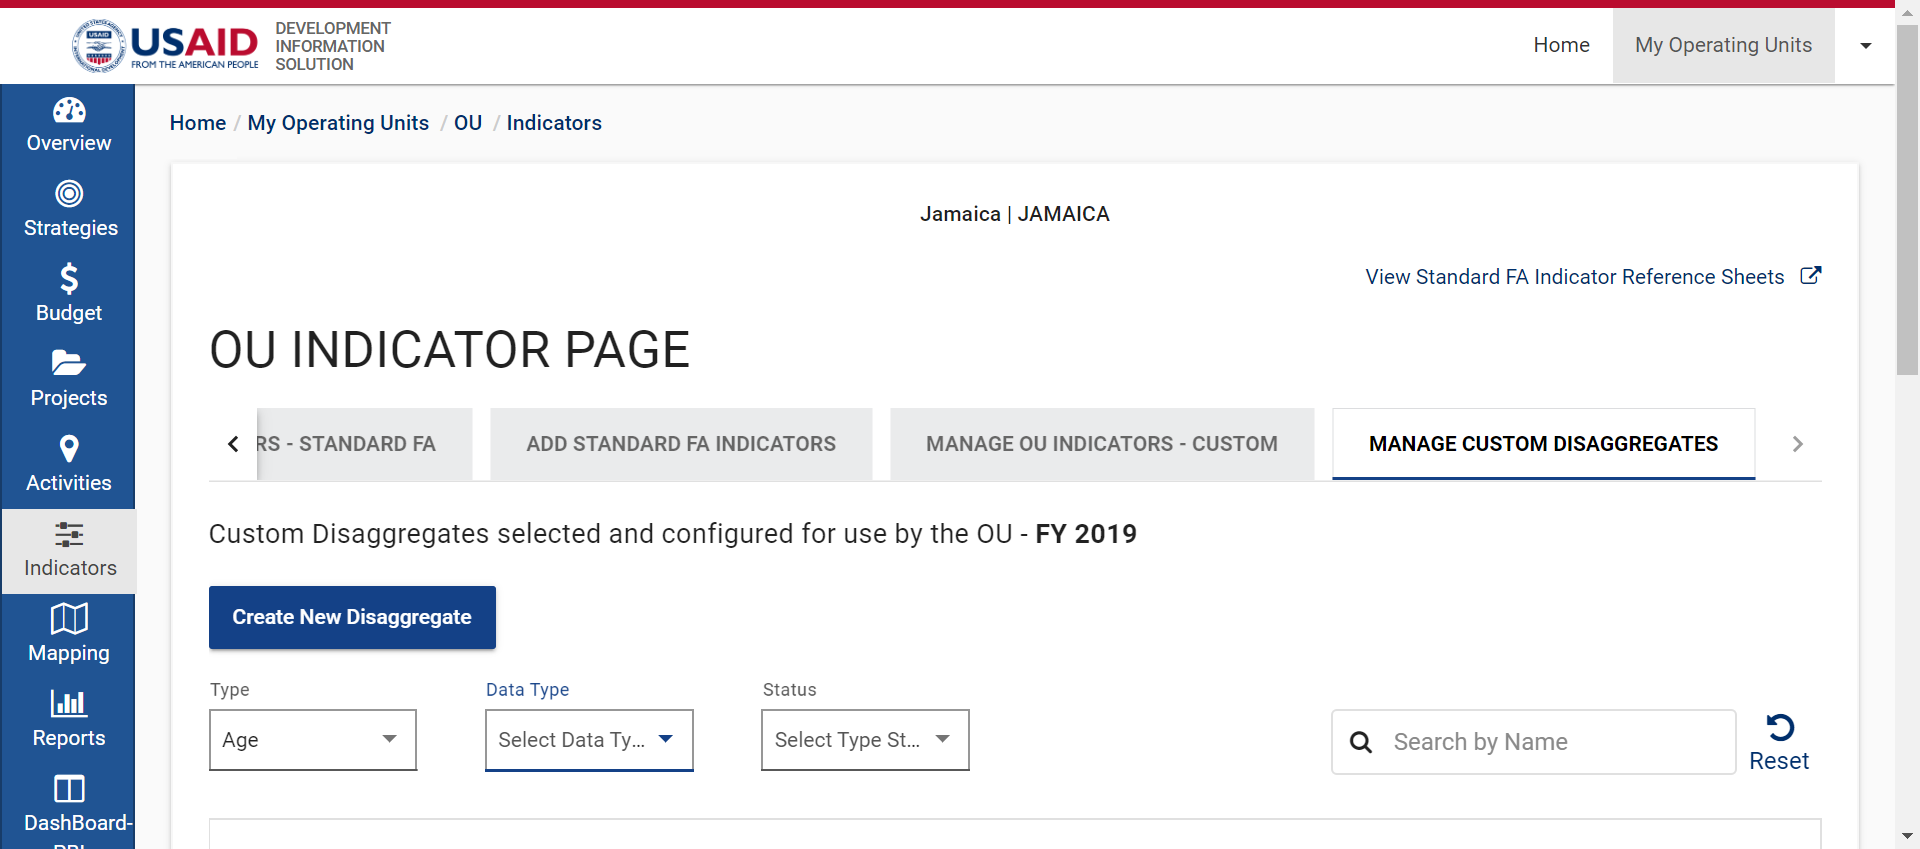 USAID
FROM THE AMERICAN PEOPLE
DEVELOPMENT
INFORMATION
SOLUTION
Home
My Operating Units
Overview
Strategies
Budget
Projects
Activities
Indicators
Mapping
Reports
DashBoard-
Home / My Operating Units / OU / Indicators
Jamaica | JAMAICA
View Standard FA Indicator Reference Sheets
OU INDICATOR PAGE
RS - STANDARD FA
ADD STANDARD FA INDICATORS
MANAGE OU INDICATORS - CUSTOM
MANAGE CUSTOM DISAGGREGATES
Custom Disaggregates selected and configured for use by the OU - FY 2019
Create New Disaggregate
Type
Age
Data Type
Select Data Ty...
Status
Select Type St...
Search by Name
Reset